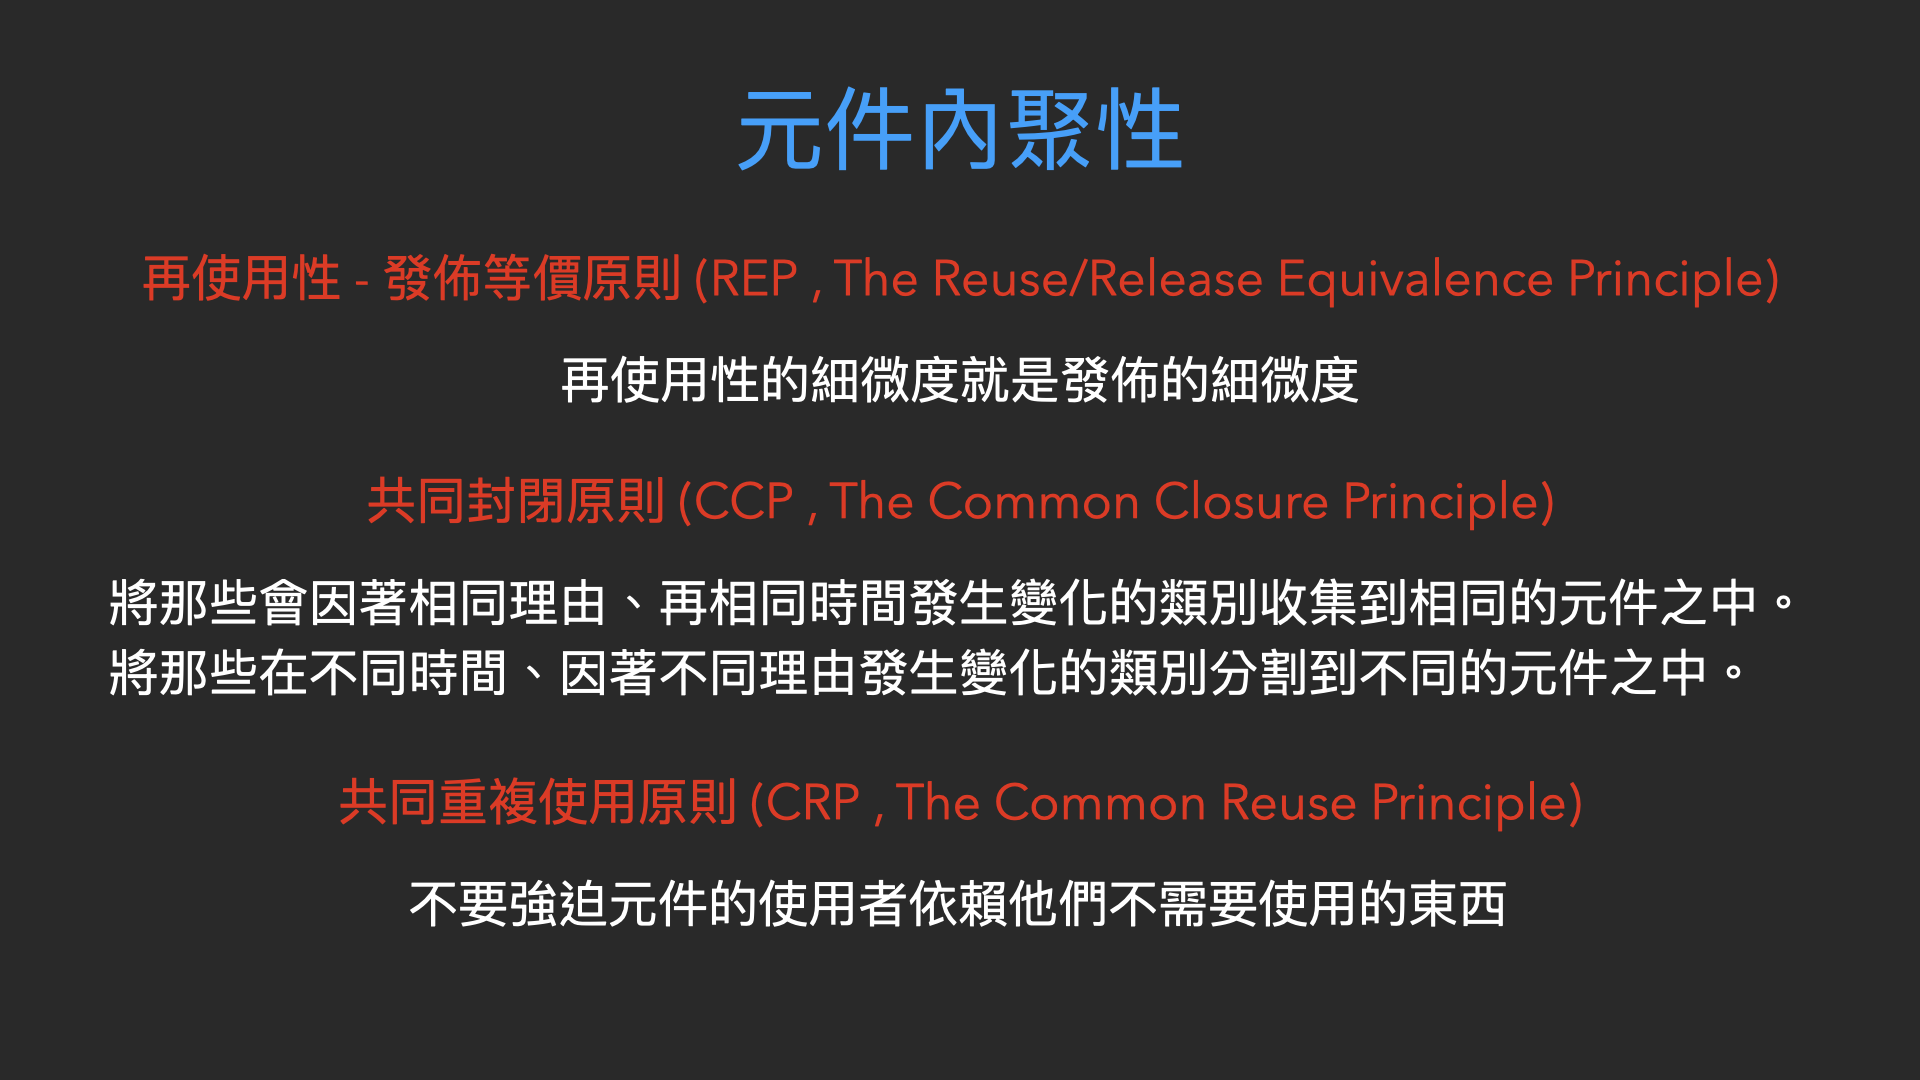 元件內聚性
再使用性 - 發佈等價原則 (REP , The Reuse/Release Equivalence Principle)
再使用性的細微度就是發佈的細微度
共同封閉原則 (CCP , The Common Closure Principle)
將那些會因著相同理由、再相同時間發生變化的類別收集到相同的元件之中。
將那些在不同時間、因著不同理由發生變化的類別分割到不同的元件之中。
共同重複使用原則 (CRP , The Common Reuse Principle)
不要強迫元件的使用者依賴他們不需要使用的東西